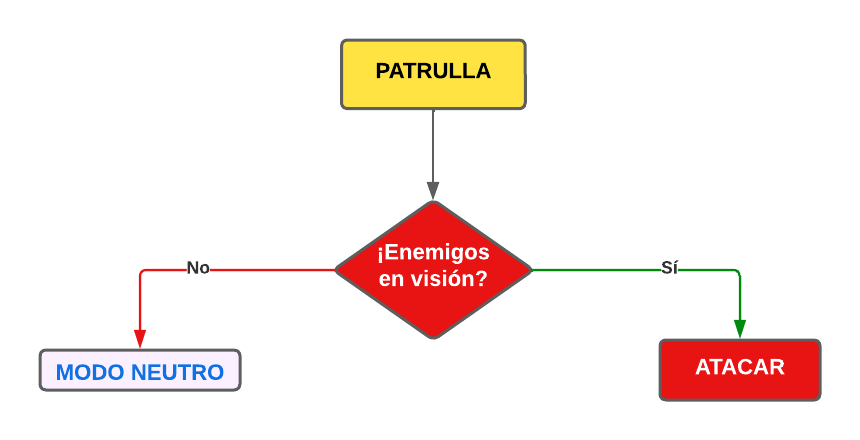 PATRULLA
¡Enemigos
en visión?
No
Sí
MODO NEUTRO
ATACAR